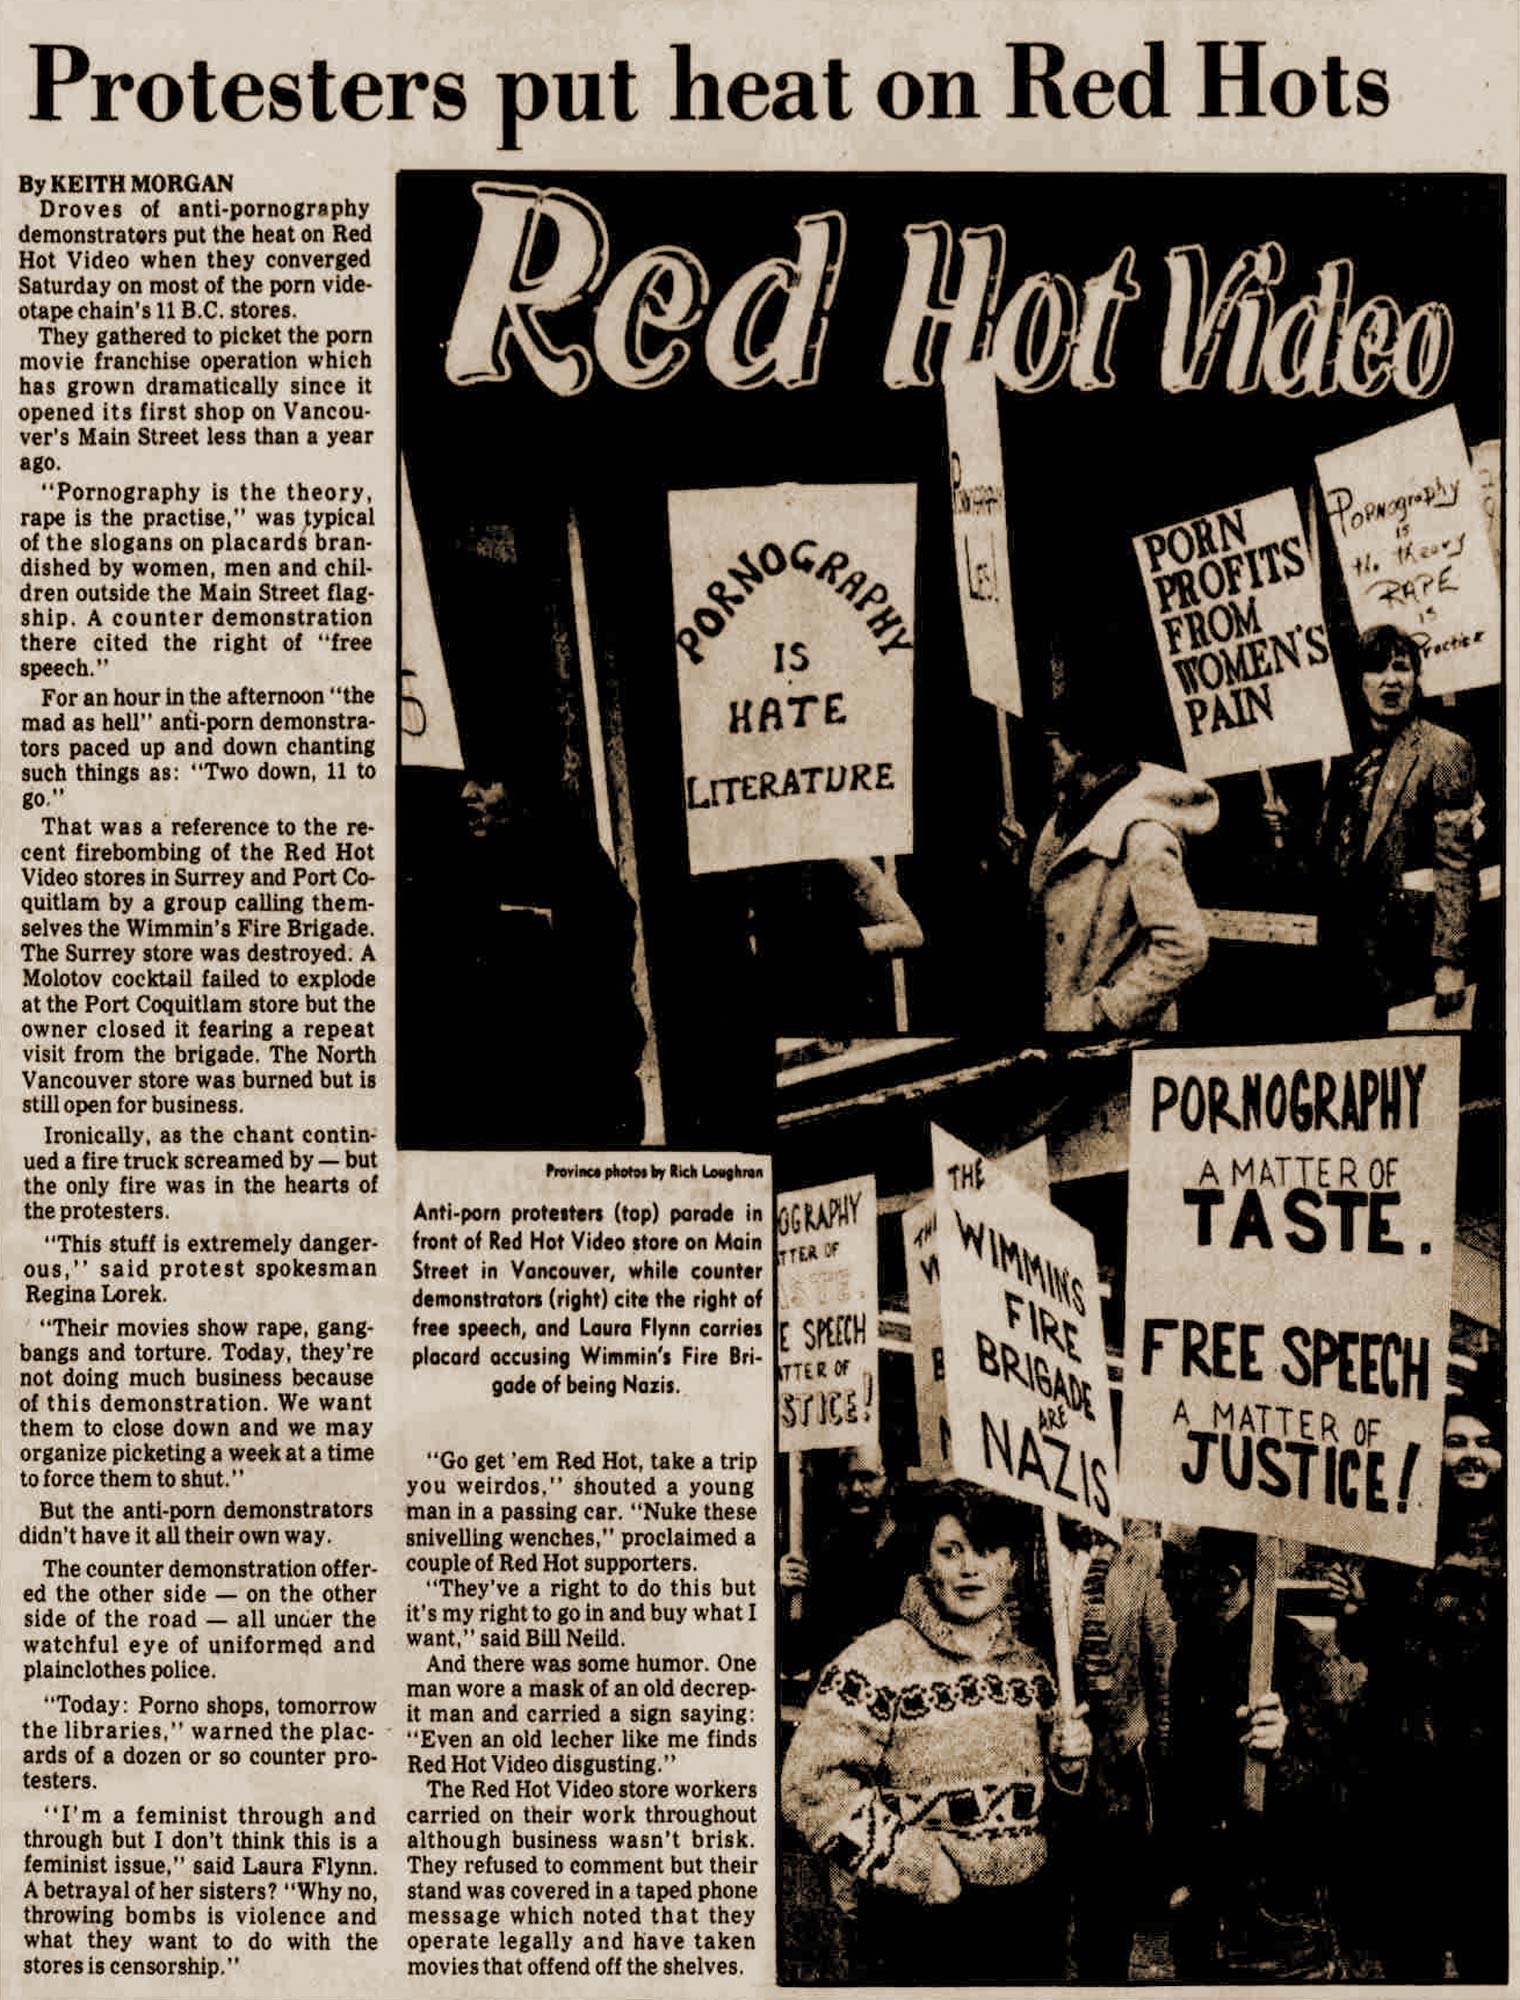 Protesters put heat on Red Hots
By KEITH MORGAN
Droves of anti-pornography
demonstrators put the heat on Red
Hot Video when they converged
Saturday on most of the porn vide-
otape chain's 11 B.C. stores.
They gathered to picket the porn
movie franchise operation which
has grown dramatically since it
opened its first shop on Vancou-
ver's Main Street less than a year
ago.
"Pornography is the theory,
rape is the practise," was typical
of the slogans on placards bran-
dished by women, men and chil-
dren outside the Main Street flag-
ship. A counter demonstration
there cited the right of "free
speech."
For an hour in the afternoon "the
mad as hell" anti-porn demonstra-
tors paced up and down chanting
such things as: "Two down, 11 to
go."
That was a reference to the re-
cent firebombing of the Red Hot
Video stores in Surrey and Port Co-
quitlam by a group calling them-
selves the Wimmin's Fire Brigade.
The Surrey store was destroyed. A
Molotov cocktail failed to explode
at the Port Coquitlam store but the
owner closed it fearing a repeat
visit from the brigade. The North
Vancouver store was burned but is
still open for business.
Ironically, as the chant contin-
ued a fire truck screamed by — but
the only fire was in the hearts of
the protesters.
"This stuff is extremely danger-
ous," said protest spokesman
Regina Lorek.
"Their movies show rape, gang-
bangs and torture. Today, they're
not doing much business because
of this demonstration. We want
them to close down and we may
organize picketing a week at a time
to force them to shut."
But the anti-porn demonstrators
didn't have it all their own way.
The counter demonstration offer-
ed the other side — on the other
side of the road — all under the
watchful eye of uniformed and
plainclothes police.
"Today: Porno shops, tomorrow
the libraries," warned the plac-
ards of a dozen or so counter pro-
testers.
"I'm a feminist through and
through but I don't think this is a
feminist issue," said Laura Flynn.
A betrayal of her sisters? "Why no,
throwing bombs is violence and
what they want to do with the
stores is censorship."
Red Hot Video
PORNOGRAPHY
IS
HATE
LITERATURE
Pornography
Lies!
PORN
PROFITS
FROM
WOMEN'S
PAIN
Pornography
is
the theory
RAPE
is
Practice
Province photos by Rich Loughran
Anti-porn protesters (top) parade in
front of Red Hot Video store on Main
Street in Vancouver, while counter
demonstrators (right) cite the right of
free speech, and Laura Flynn carries
placard accusing Wimmin's Fire Bri-
gade of being Nazis.
OGRAPHY
TTER OF
E SPEECH
TTER OF
STICE!
THE
WIMMIN'S
FIRE
BRIGADE
ARE
NAZIS
PORNOGRAPHY
A MATTER OF
TASTE.
FREE SPEECH
A MATTER OF
JUSTICE!
"Go get 'em Red Hot, take a trip
you weirdos," shouted a young
man in a passing car. "Nuke these
snivelling wenches," proclaimed a
couple of Red Hot supporters.
"They've a right to do this but
it's my right to go in and buy what I
want," said Bill Neild.
And there was some humor. One
man wore a mask of an old decrep-
it man and carried a sign saying:
"Even an old lecher like me finds
Red Hot Video disgusting."
The Red Hot Video store workers
carried on their work throughout
although business wasn't brisk.
They refused to comment but their
stand was covered in a taped phone
message which noted that they
operate legally and have taken
movies that offend off the shelves.